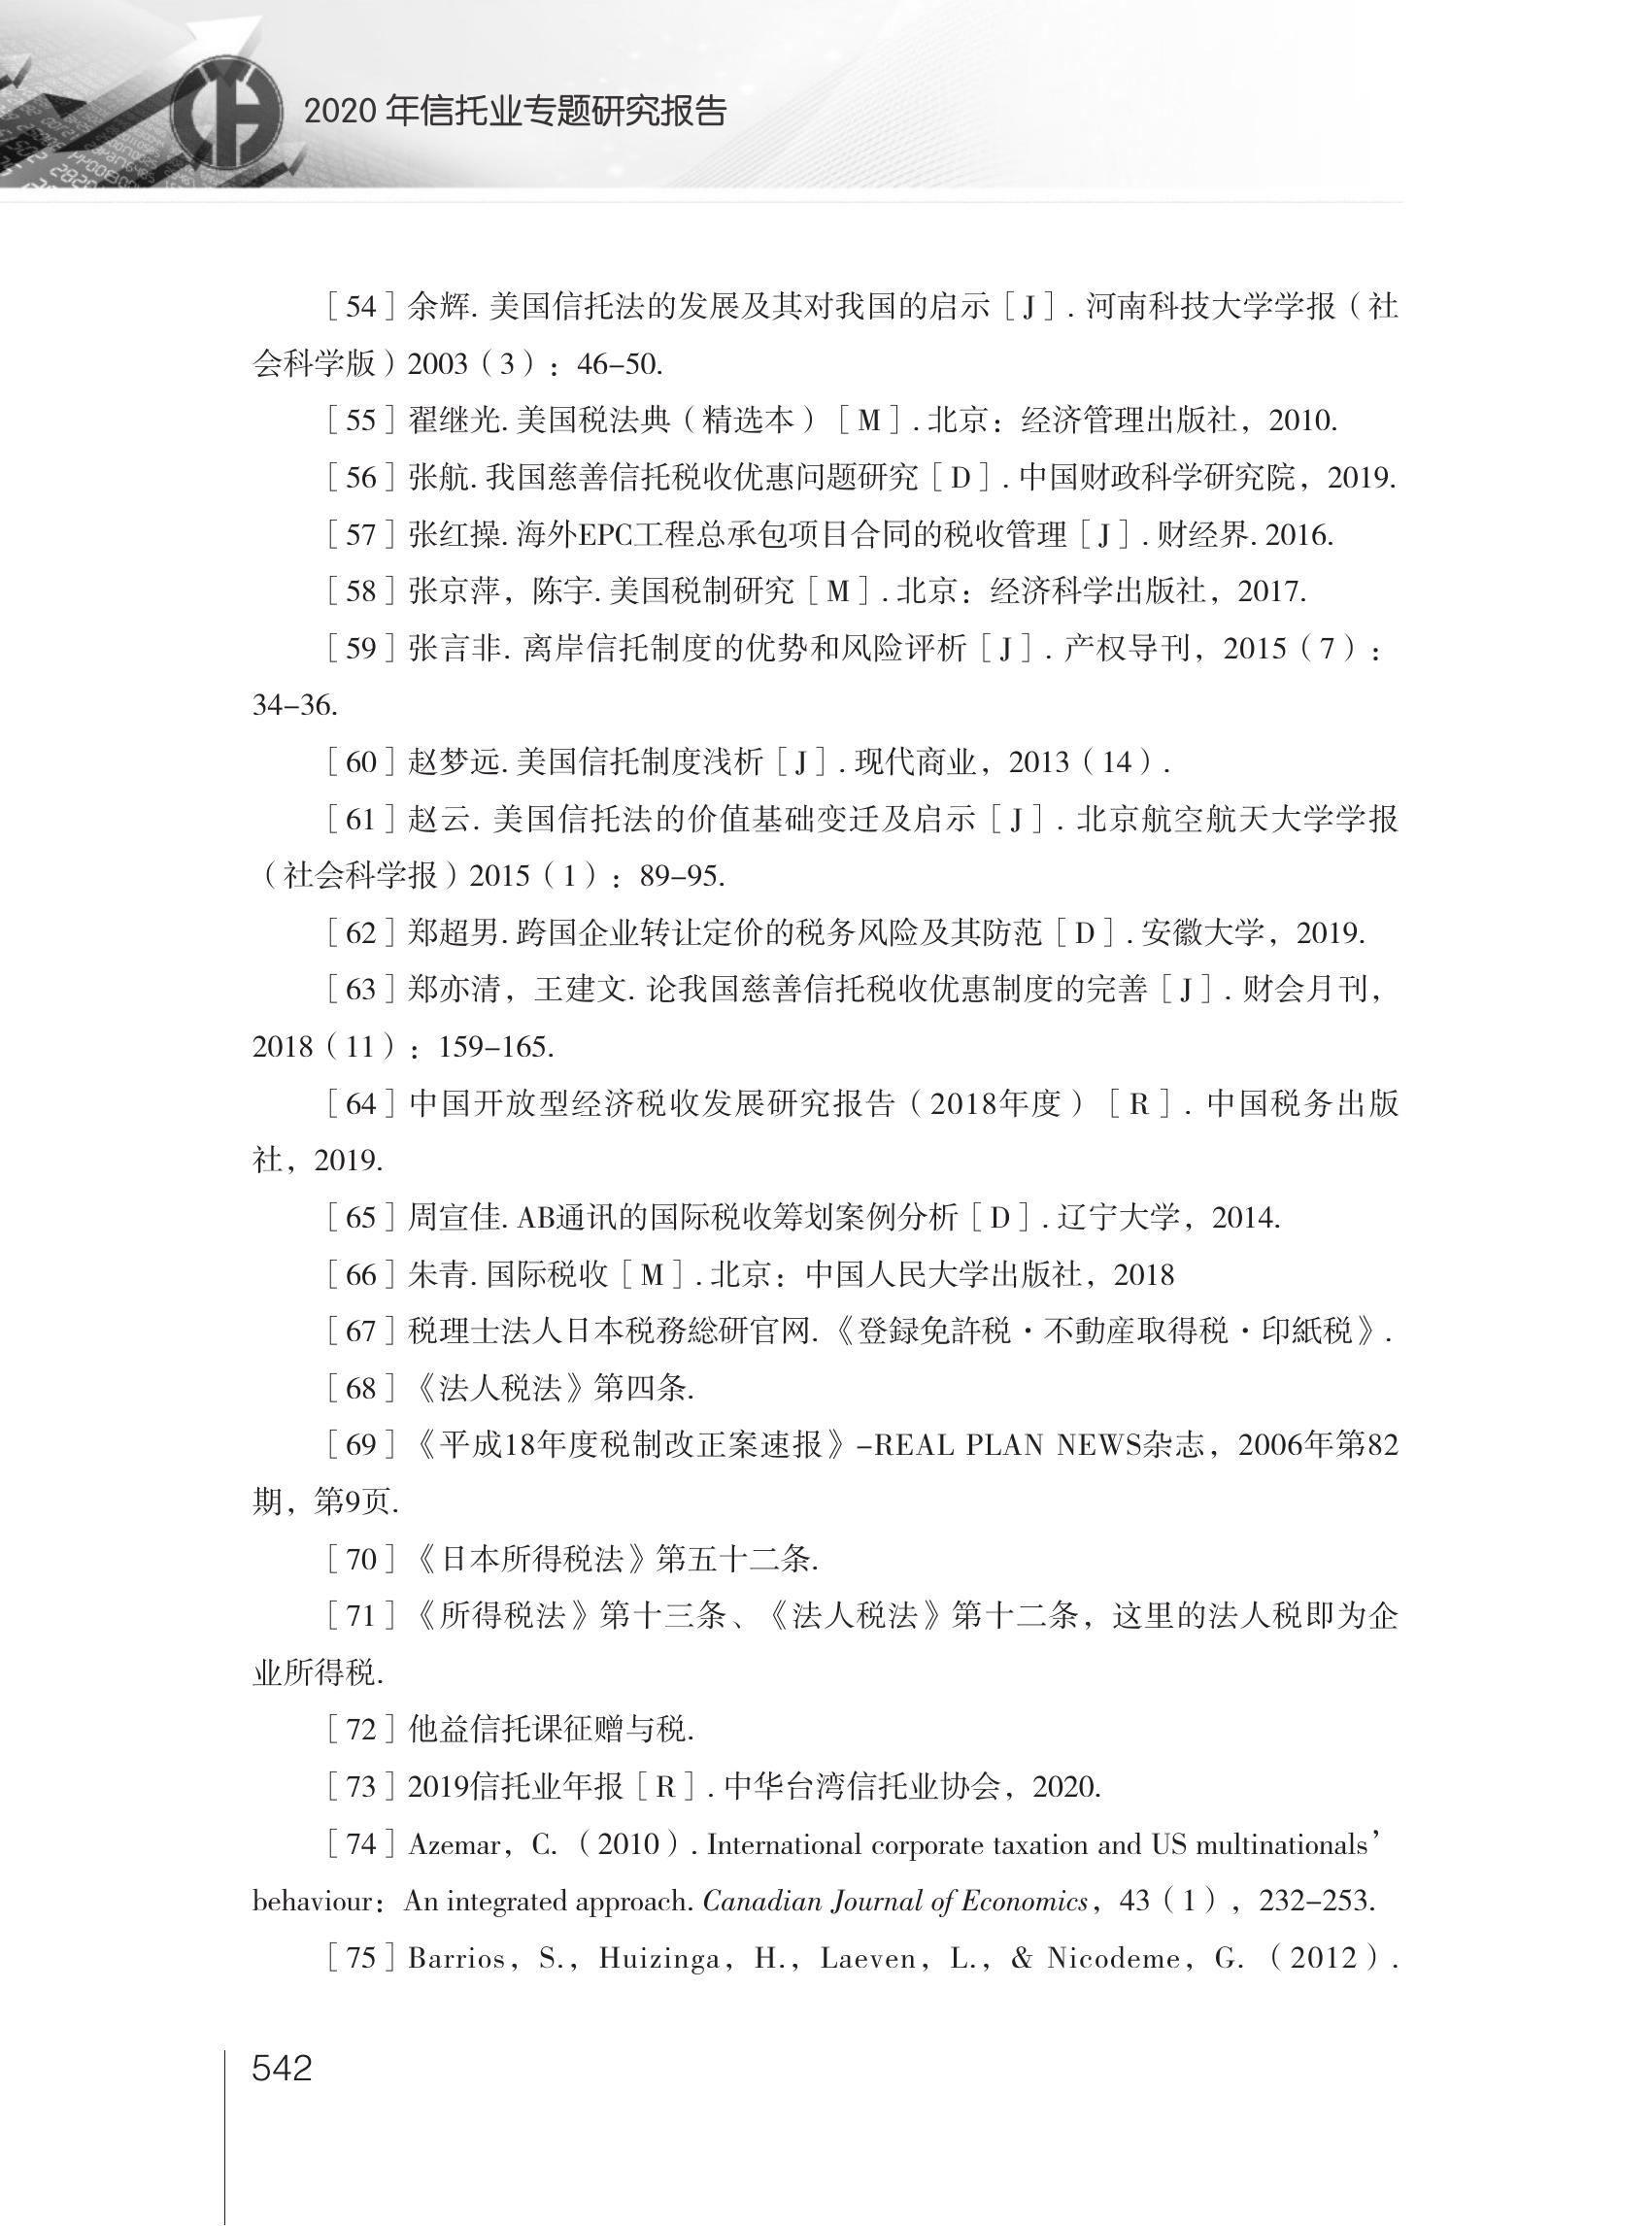 2020 年信托业专题研究报告
［54］余辉. 美国信托法的发展及其对我国的启示［J］. 河南科技大学学报（社
会科学版）2003（3）：46–50.
［55］翟继光. 美国税法典（精选本）［M］. 北京：经济管理出版社，2010.
［56］张航. 我国慈善信托税收优惠问题研究［D］. 中国财政科学研究院，2019.
［57］张红操. 海外EPC工程总承包项目合同的税收管理［J］. 财经界. 2016.
［58］张京萍，陈宇. 美国税制研究［M］. 北京：经济科学出版社，2017.
［59］张言非. 离岸信托制度的优势和风险评析［J］. 产权导刊，2015（7）：
34–36.
［60］赵梦远. 美国信托制度浅析［J］. 现代商业，2013（14）.
［61］赵云. 美国信托法的价值基础变迁及启示［J］. 北京航空航天大学学报
（社会科学报）2015（1）：89–95.
［62］郑超男. 跨国企业转让定价的税务风险及其防范［D］. 安徽大学，2019.
［63］郑亦清，王建文. 论我国慈善信托税收优惠制度的完善［J］. 财会月刊，
2018（11）：159–165.
［64］中国开放型经济税收发展研究报告（2018年度）［R］. 中国税务出版
社，2019.
［65］周宣佳. AB通讯的国际税收筹划案例分析［D］. 辽宁大学，2014.
［66］朱青. 国际税收［M］. 北京：中国人民大学出版社，2018
［67］税理士法人日本税務総研官网.《登録免許税・不動産取得税・印紙税》.
［68］《法人税法》第四条.
［69］《平成18年度税制改正案速报》–REAL PLAN NEWS杂志，2006年第82
期，第9页.
［70］《日本所得税法》第五十二条.
［71］《所得税法》第十三条、《法人税法》第十二条，这里的法人税即为企
业所得税.
［72］他益信托课征赠与税.
［73］2019信托业年报［R］. 中华台湾信托业协会，2020.
［74］Azemar，C.（2010）. International corporate taxation and US multinationals’
behaviour：An integrated approach. Canadian Journal of Economics，43（1），232–253.
［75］Barrios，S.，Huizinga，H.，Laeven，L.，& Nicodeme，G.（2012）.
542